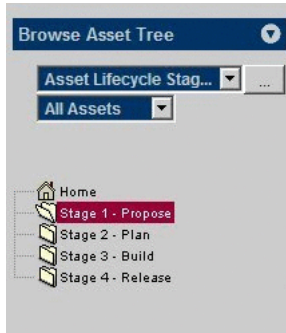 Browse Asset Tree
Asset Lifecycle Stag...
...
All Assets
Home
Stage 1 - Propose
Stage 2 - Plan
Stage 3 - Build
Stage 4 - Release